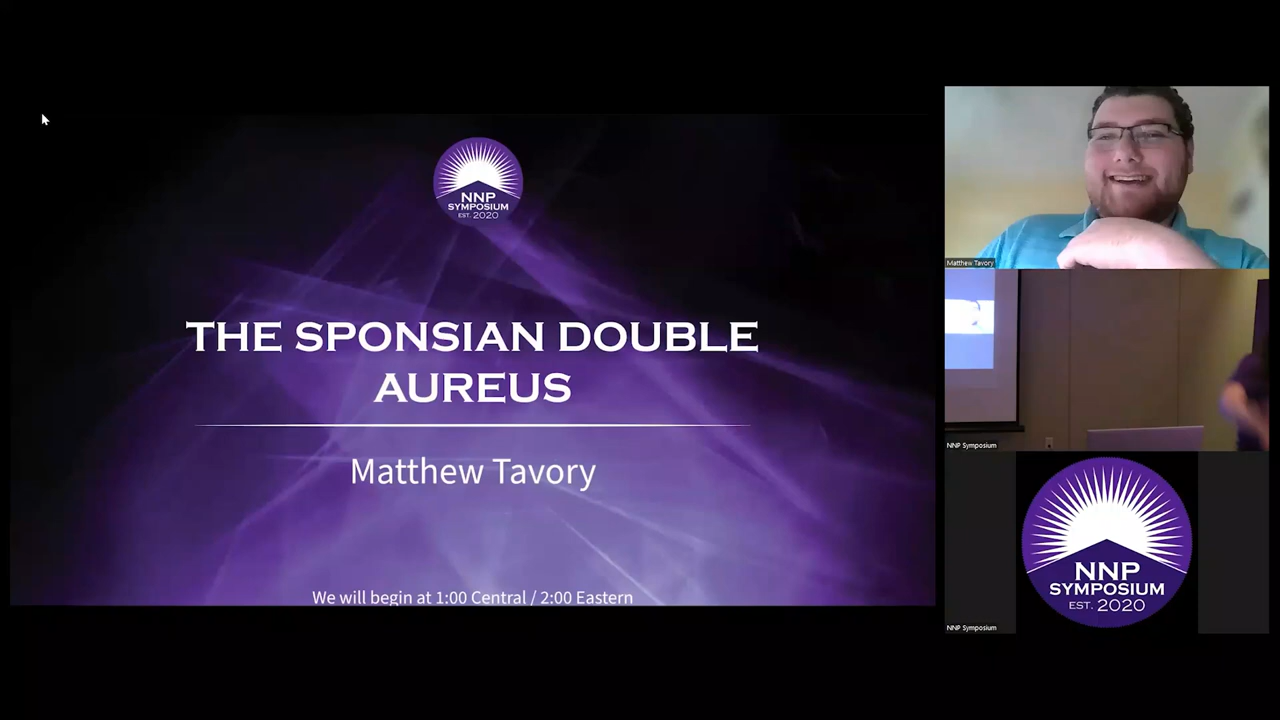 NNP
SYMPOSIUM
EST. 2020
THE SPONSIAN DOUBLE
AUREUS
Matthew Tavory
We will begin at 1:00 Central / 2:00 Eastern
Matthew Tavory
NNP Symposium
NNP
SYMPOSIUM
EST. 2020
NNP Symposium